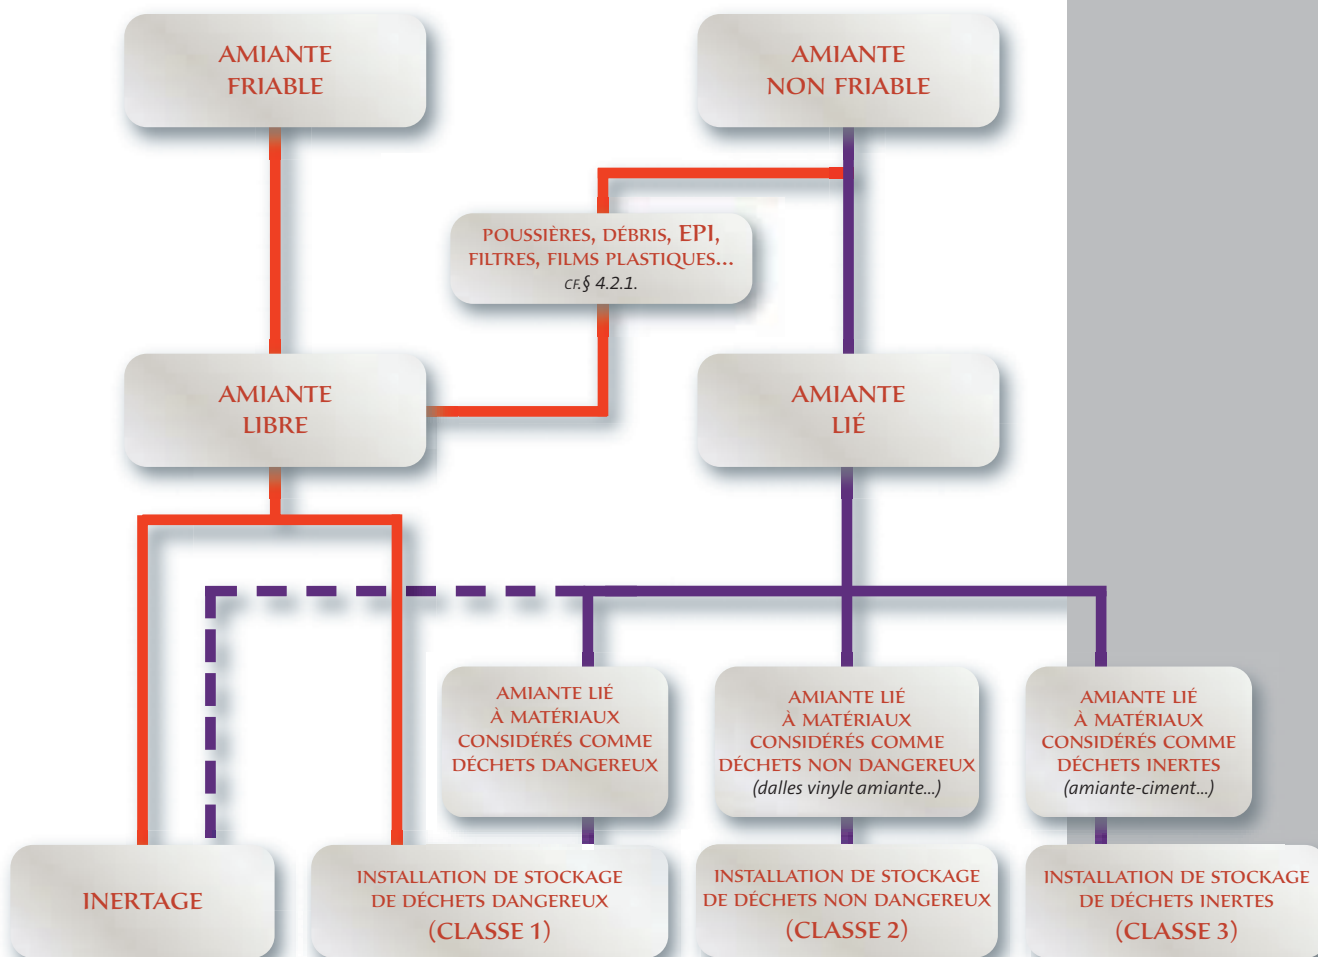 AMIANTE
FRIABLE
AMIANTE
NON FRIABLE
POUSSIÈRES, DÉBRIS, EPI,
FILTRES, FILMS PLASTIQUES...
CF.§ 4.2.1.
AMIANTE
LIBRE
AMIANTE
LIÉ
AMIANTE LIÉ
À MATÉRIAUX
CONSIDÉRÉS COMME
DÉCHETS DANGEREUX
AMIANTE LIÉ
À MATÉRIAUX
CONSIDÉRÉS COMME
DÉCHETS NON DANGEREUX
(dalles vinyle amiante...)
AMIANTE LIÉ
À MATÉRIAUX
CONSIDÉRÉS COMME
DÉCHETS INERTES
(amiante-ciment...)
INERTAGE
INSTALLATION DE STOCKAGE
DE DÉCHETS DANGEREUX
(CLASSE 1)
INSTALLATION DE STOCKAGE
DE DÉCHETS NON DANGEREUX
(CLASSE 2)
INSTALLATION DE STOCKAGE
DE DÉCHETS INERTES
(CLASSE 3)